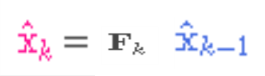 x̂ₖ = Fₖ x̂ₖ₋₁